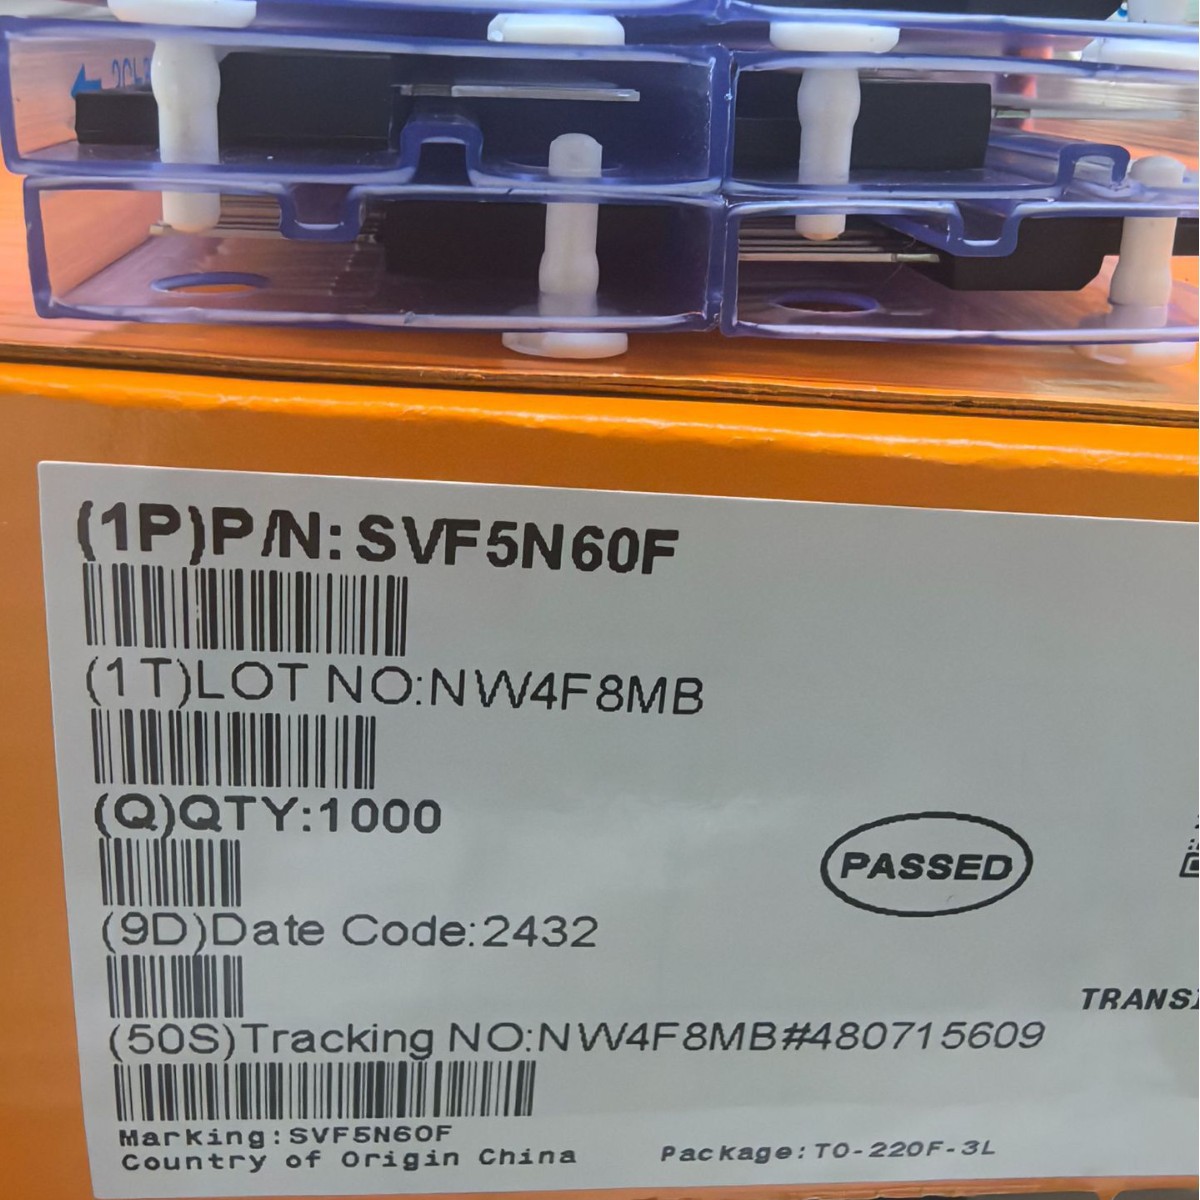 (1P)P/N:SVF5N60F
(1T)LOT NO:NW4F8MB
(Q)QTY:1000
PASSED
(9D)Date Code:2432
TRANSI
(50S)Tracking NO:NW4F8MB#480715609
Marking:SVF5N60F
Country of Origin China
Package:TO-220F-3L